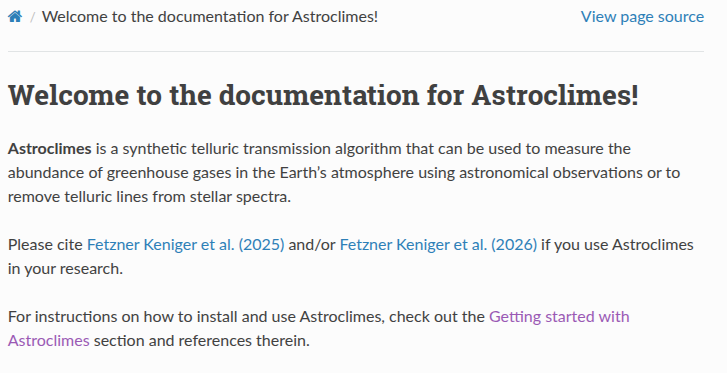 / Welcome to the documentation for Astroclimes! View page source
Welcome to the documentation for Astroclimes!
Astroclimes is a synthetic telluric transmission algorithm that can be used to measure the
abundance of greenhouse gases in the Earth's atmosphere using astronomical observations or to
remove telluric lines from stellar spectra.
Please cite Fetzner Keniger et al. (2025) and/or Fetzner Keniger et al. (2026) if you use Astroclimes
in your research.
For instructions on how to install and use Astroclimes, check out the Getting started with
Astroclimes section and references therein.